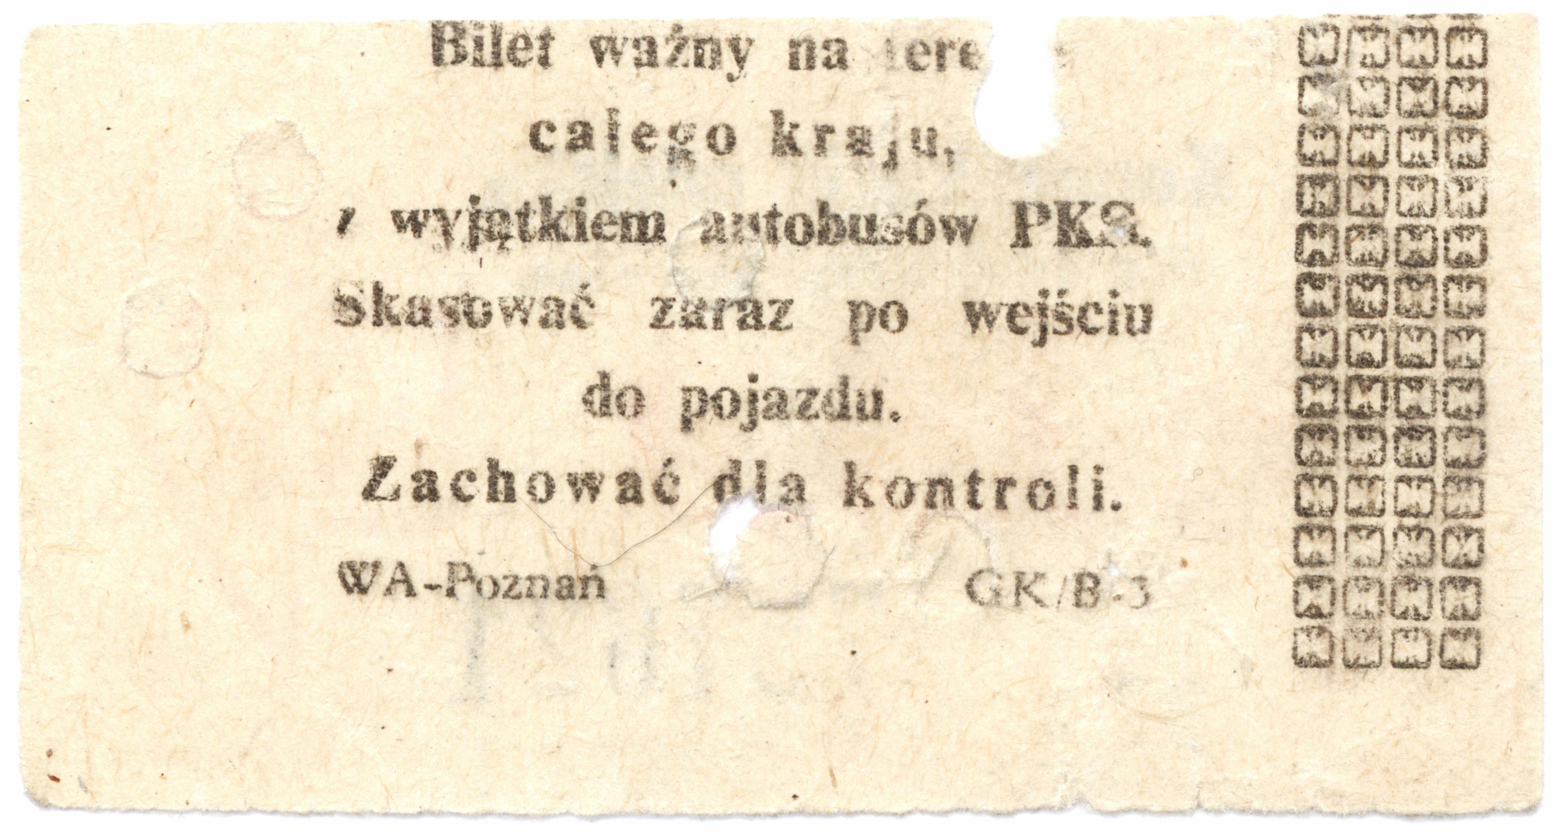 Bilet ważny na
całego kraju,
z wyjątkiem autobusów PKS.
Skasować zaraz po wejściu
do pojazdu.
Zachować dla kontroli.
WA-Poznań GK/B-3